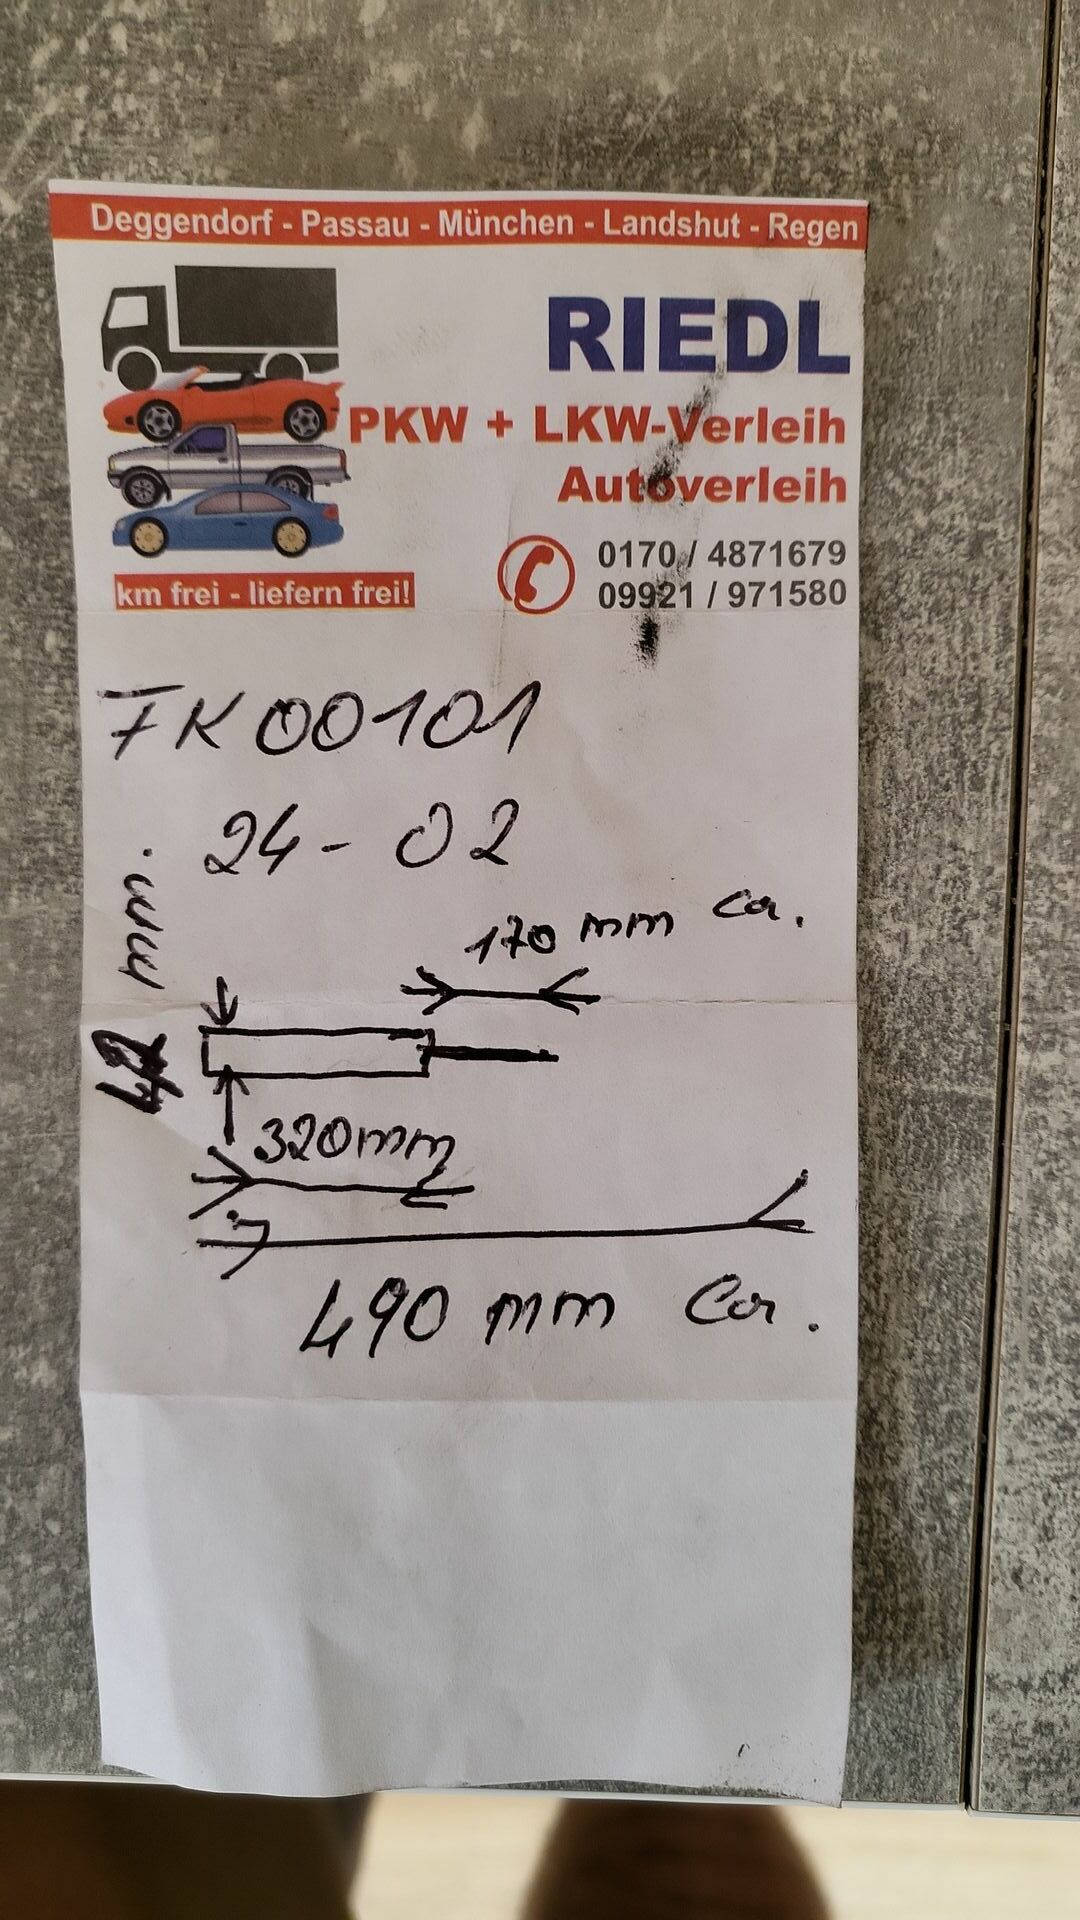 Deggendorf - Passau - München - Landshut - Regen
RIEDL
PKW + LKW-Verleih
Autoverleih
0170 / 4871679
09921 / 971580
km frei - liefern frei!
FK00101
24-02
170 mm ca.
42 mm.
320mm
490 mm ca.